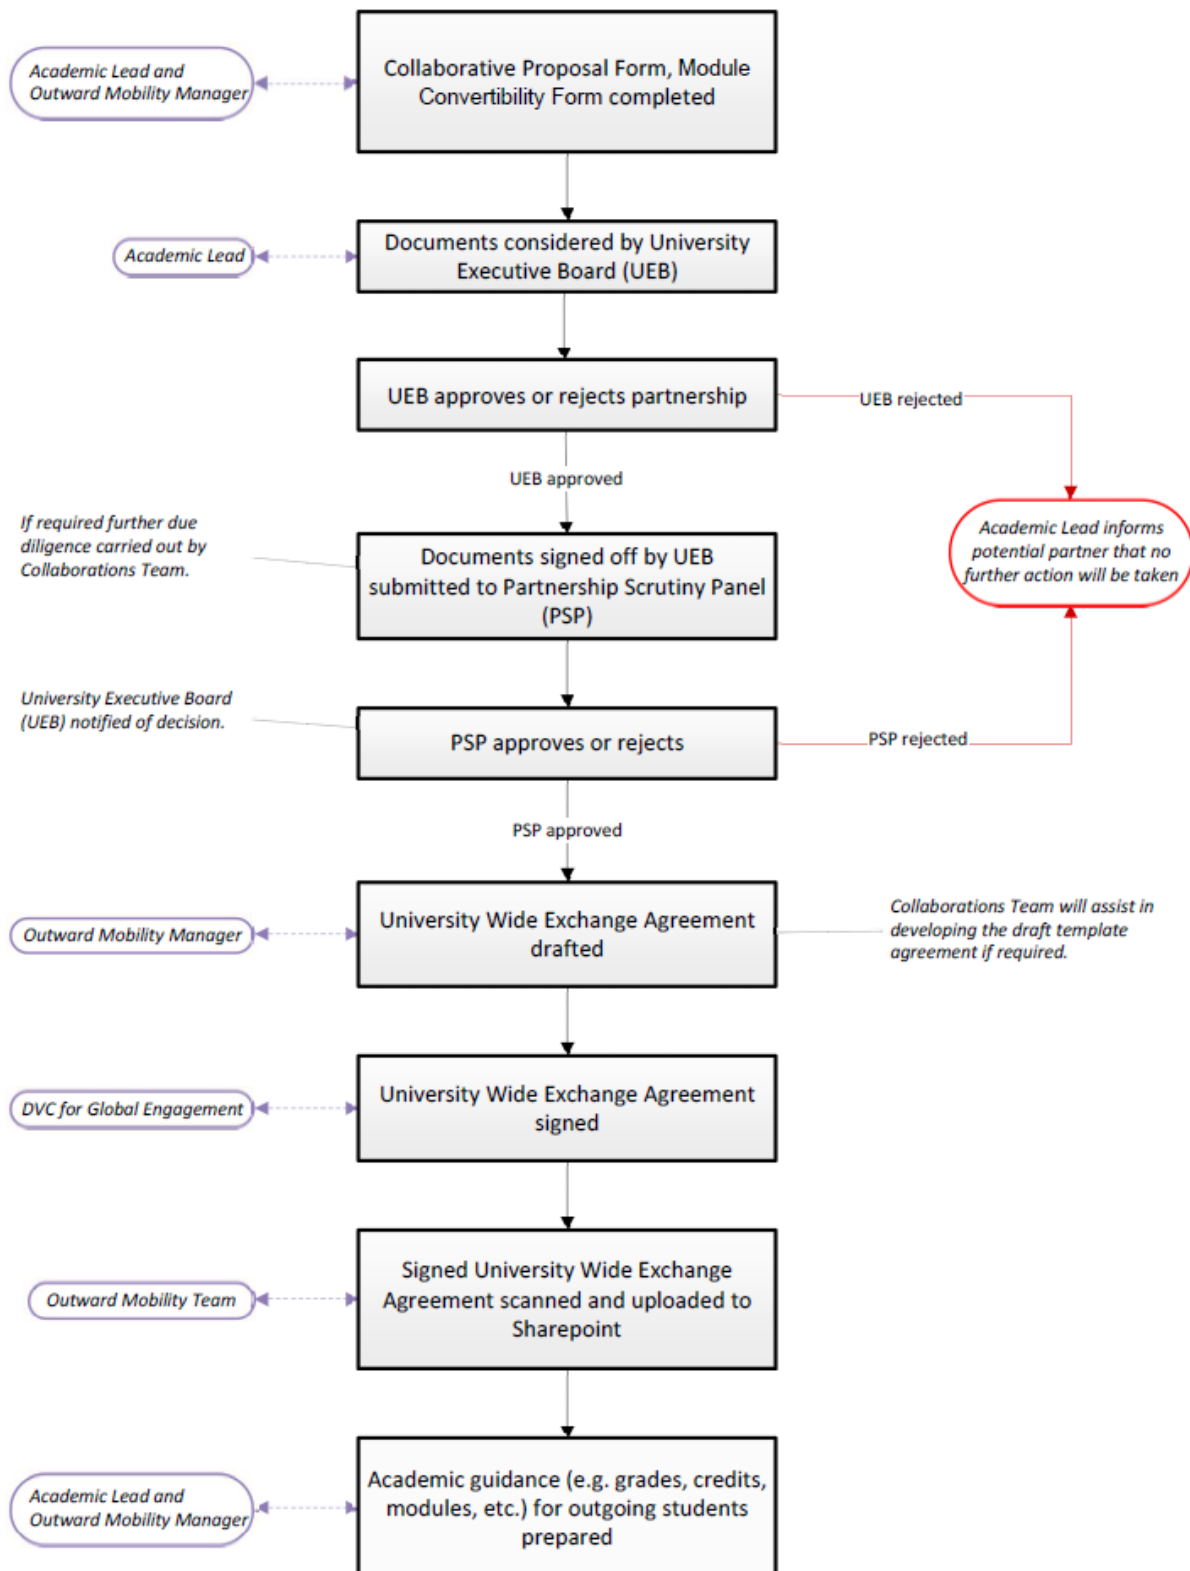 Academic Lead and
Outward Mobility Manager
Collaborative Proposal Form, Module
Convertibility Form completed
Academic Lead
Documents considered by University
Executive Board (UEB)
UEB approves or rejects partnership
UEB rejected
UEB approved
If required further due
diligence carried out by
Collaborations Team.
Documents signed off by UEB
submitted to Partnership Scrutiny Panel
(PSP)
Academic Lead informs
potential partner that no
further action will be taken
University Executive Board
(UEB) notified of decision.
PSP approves or rejects
PSP rejected
PSP approved
Outward Mobility Manager
University Wide Exchange Agreement
drafted
Collaborations Team will assist in
developing the draft template
agreement if required.
DVC for Global Engagement
University Wide Exchange Agreement
signed
Outward Mobility Team
Signed University Wide Exchange
Agreement scanned and uploaded to
Sharepoint
Academic Lead and
Outward Mobility Manager
Academic guidance (e.g. grades, credits,
modules, etc.) for outgoing students
prepared